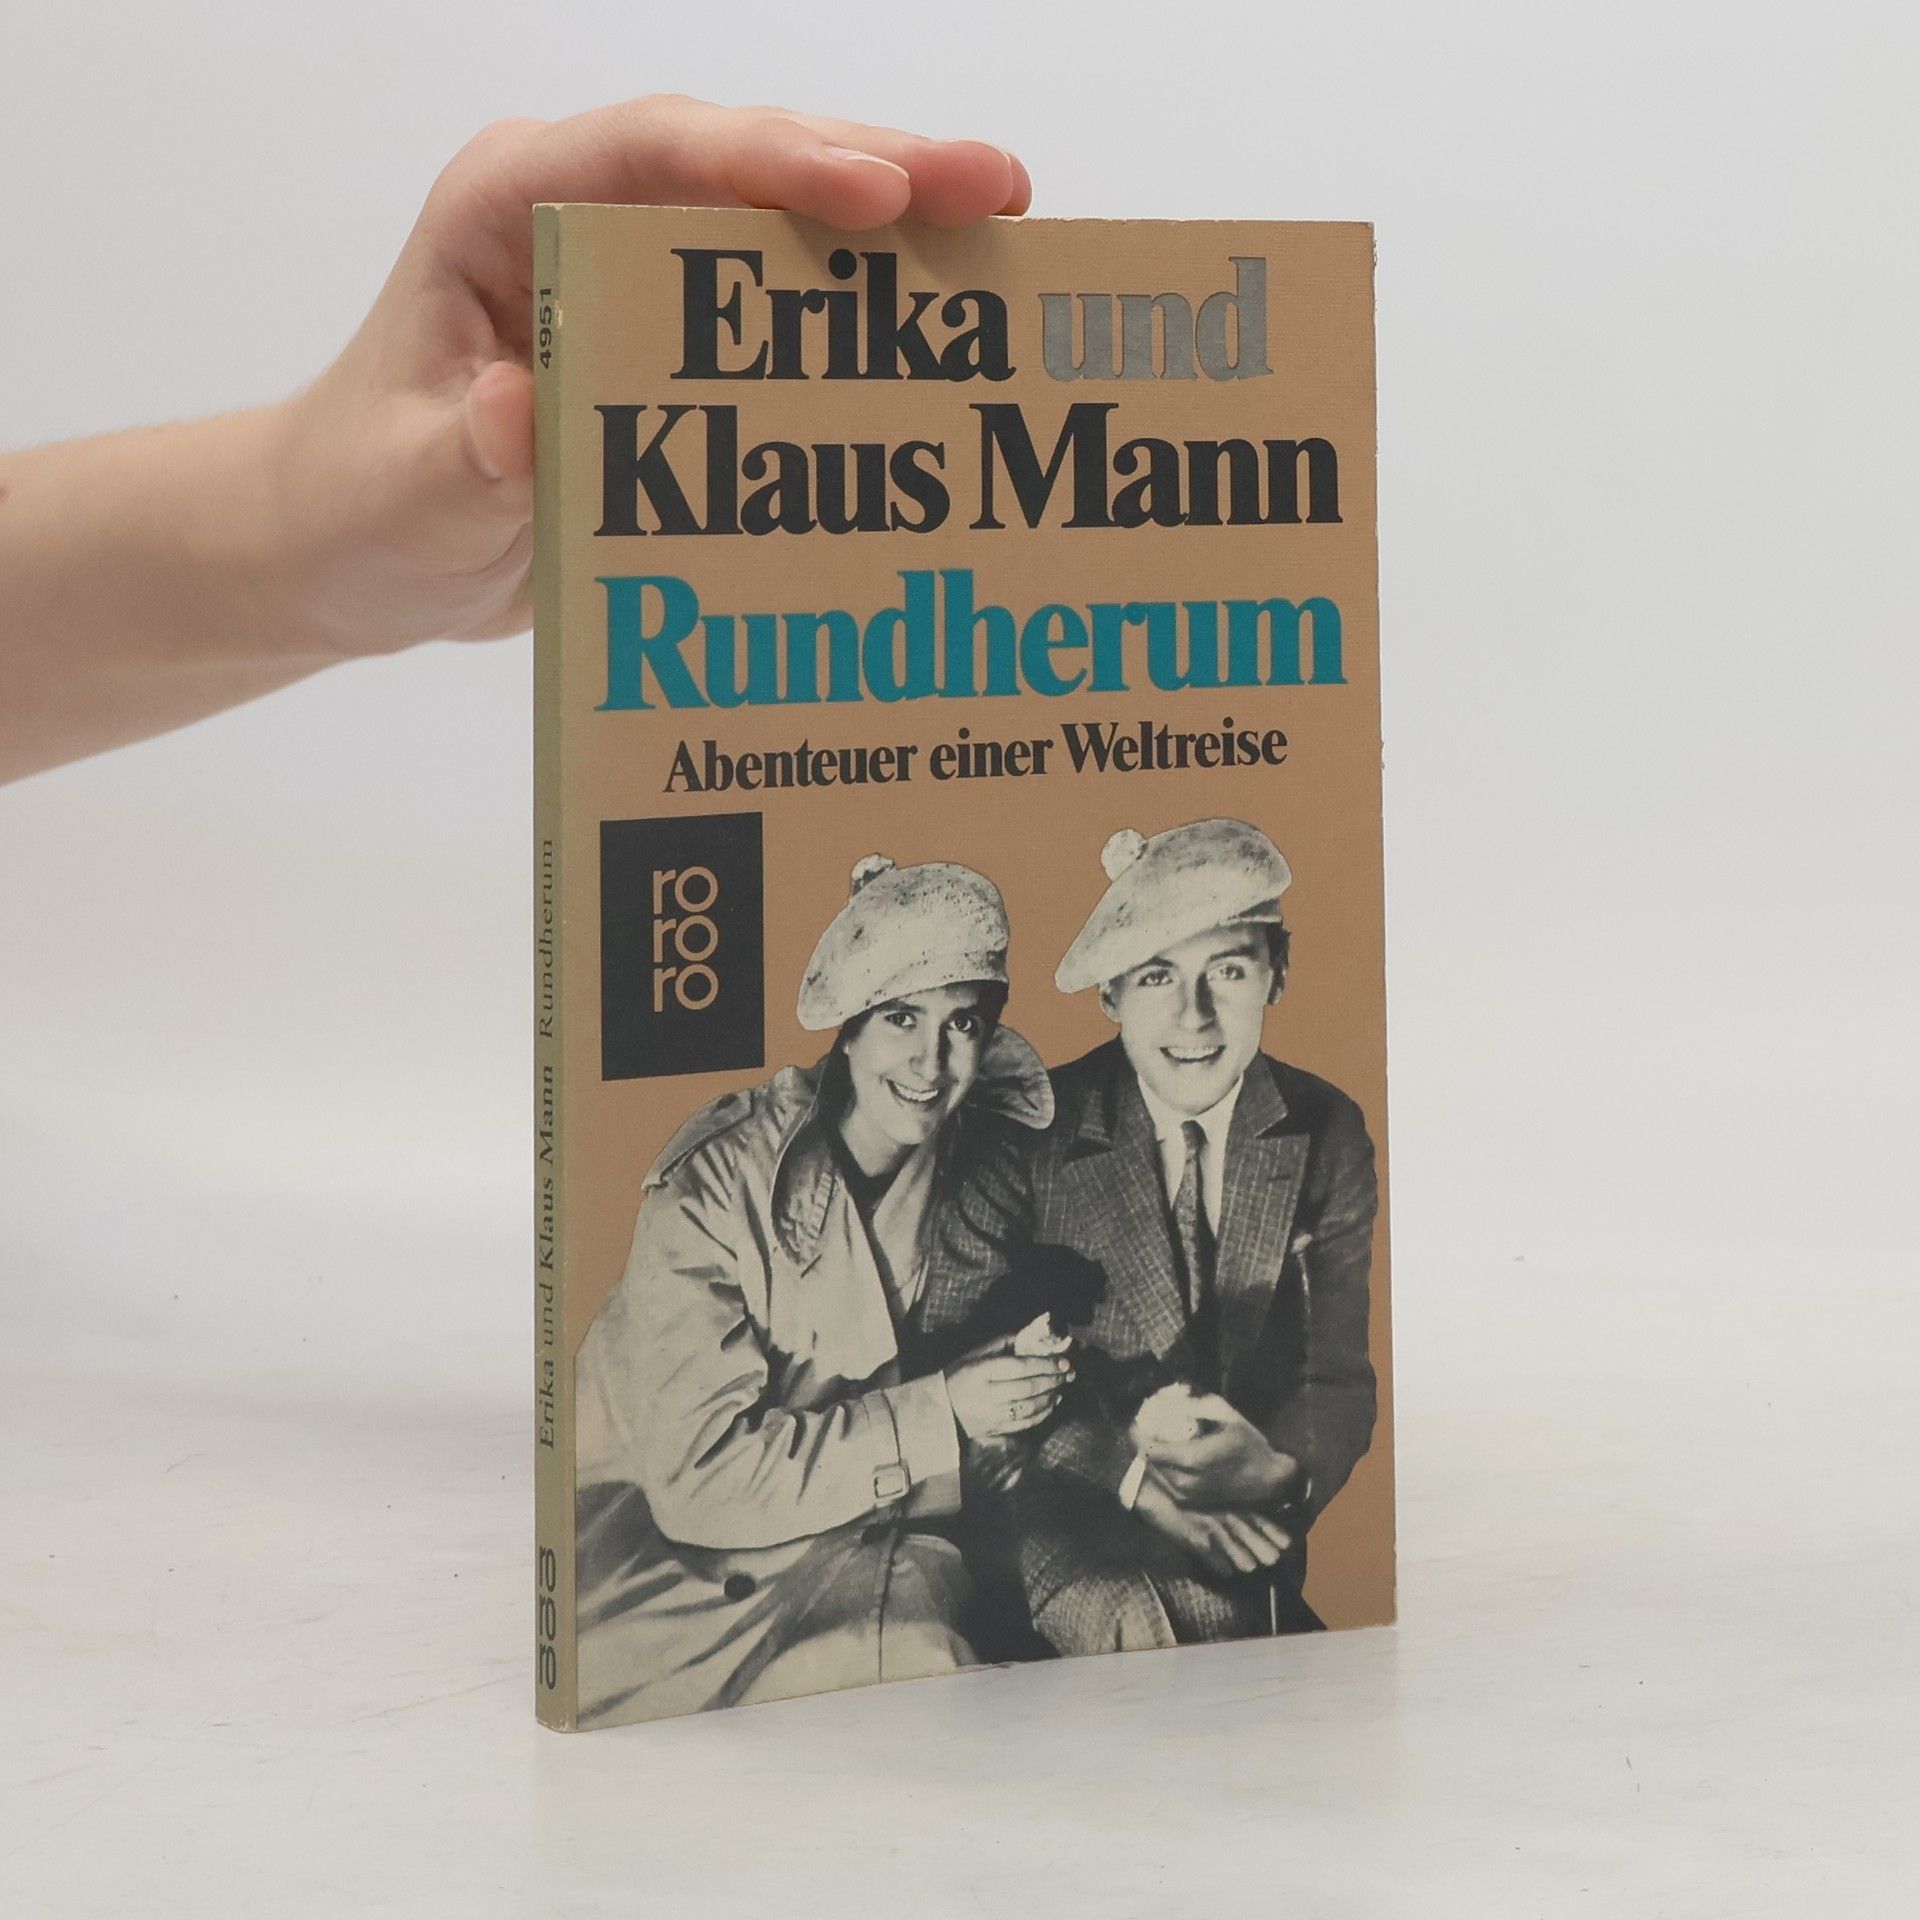 Erika und
Klaus Mann
Rundherum
Abenteuer einer Weltreise
ro
ro
ro
4951
Erika und Klaus Mann Rundherum
ro
ro
ro